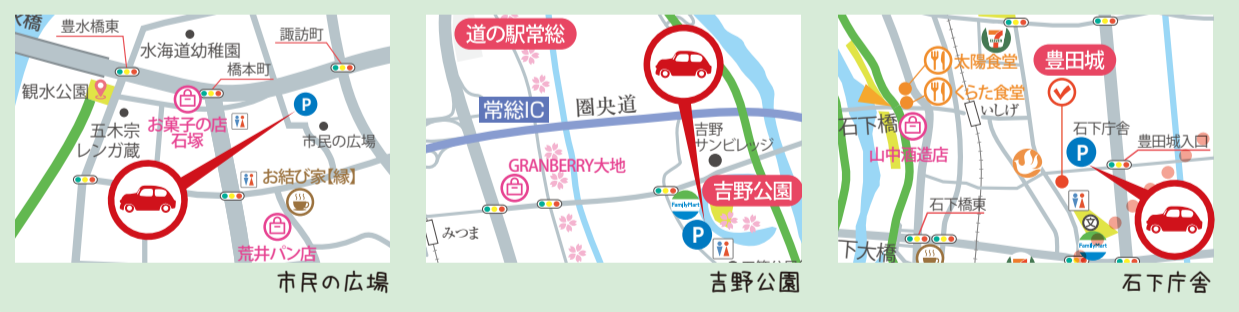 水橋
豊水橋東
水海道幼稚園
諏訪町
橋本町
観水公園
P
五木宗
レンガ蔵
お菓子の店
石塚
市民の広場
お結び家【縁】
荒井パン店
市民の広場
道の駅常総
常総IC
圏央道
吉野
サンビレッジ
GRANBERRY大地
吉野公園
FamilyMart
P
みつま
吉野公園
7
太陽食堂
豊田城
くらた食堂
いしげ
石下橋
石下庁舎
山中酒造店
P
豊田城入口
石下橋東
文
FamilyMart
下大橋
石下庁舎